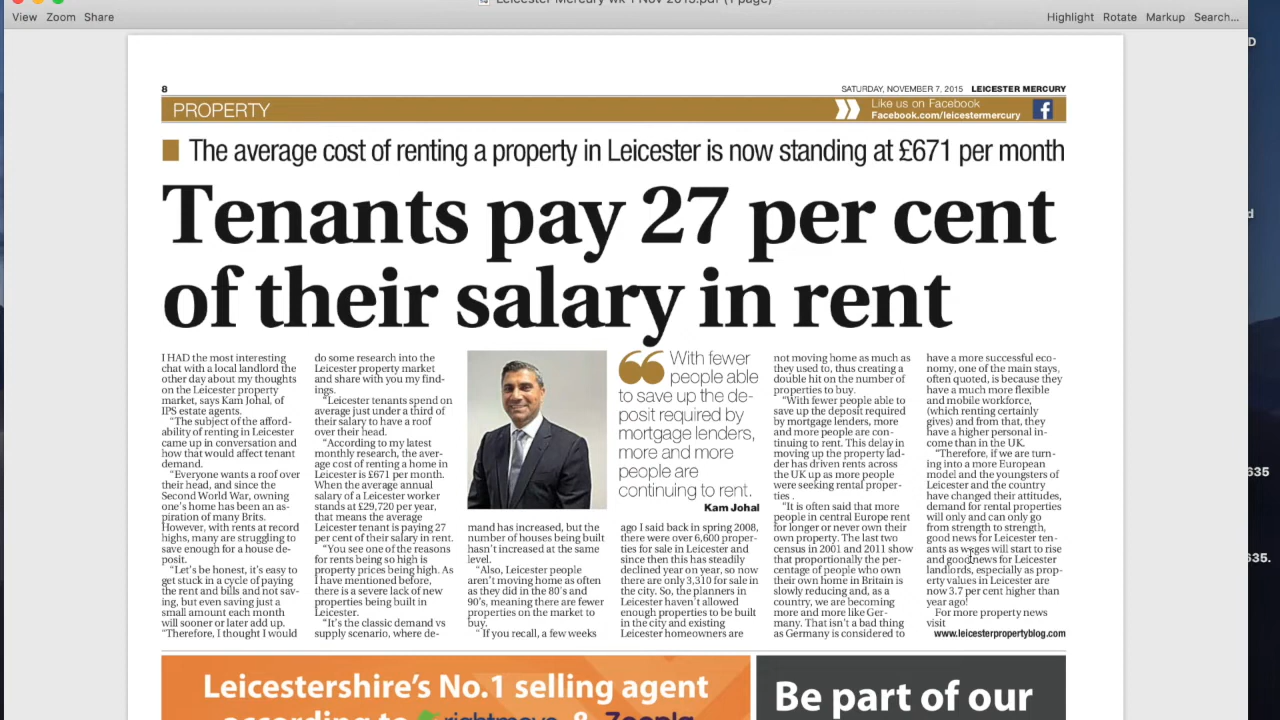 Leicester Mercury wk 1 Nov 2015.pdf (1 page)
View Zoom Share
Highlight Rotate Markup Search...
8
SATURDAY, NOVEMBER 7, 2015 LEICESTER MERCURY
PROPERTY
Like us on Facebook
Facebook.com/leicestermercury
The average cost of renting a property in Leicester is now standing at £671 per month
Tenants pay 27 per cent
of their salary in rent
I HAD the most interesting
chat with a local landlord the
other day about my thoughts
on the Leicester property
market, says Kam Johal, of
IPS estate agents.
"The subject of the afford-
ability of renting in Leicester
came up in conversation and
how that would affect tenant
demand.
"Everyone wants a roof over
their head, and since the
Second World War, owning
one's home has been an as-
piration of many Brits.
However, with rents at record
highs, many are struggling to
save enough for a house de-
posit.
"Let's be honest, it's easy to
get stuck in a cycle of paying
the rent and bills and not sav-
ing, but even saving just a
small amount each month
will sooner or later add up.
"Therefore, I thought I would
do some research into the
Leicester property market
and share with you my find-
ings.
"Leicester tenants spend on
average just under a third of
their salary to have a roof
over their head.
"According to my latest
monthly research, the aver-
age cost of renting a home in
Leicester is £671 per month.
When the average annual
salary of a Leicester worker
stands at £29,720 per year,
that means the average
Leicester tenant is paying 27
per cent of their salary in rent.
"You see one of the reasons
for rents being so high is
property prices being high. As
I have mentioned before,
there is a severe lack of new
properties being built in
Leicester.
"It's the classic demand vs
supply scenario, where de-
mand has increased, but the
number of houses being built
hasn't increased at the same
level.
"Also, Leicester people
aren't moving home as often
as they did in the 80's and
90's, meaning there are fewer
properties on the market to
buy.
"If you recall, a few weeks
With fewer
people able
to save up the de-
posit required by
mortgage lenders,
more and more
people are
continuing to rent.
Kam Johal
ago I said back in spring 2008,
there were over 6,600 proper-
ties for sale in Leicester and
since then this has steadily
declined year on year, so now
there are only 3,310 for sale in
the city. So, the planners in
Leicester haven't allowed
enough properties to be built
in the city and existing
Leicester homeowners are
not moving home as much as
they used to, thus creating a
double hit on the number of
properties to buy.
"With fewer people able to
save up the deposit required
by mortgage lenders, more
and more people are con-
tinuing to rent. This delay in
moving up the property lad-
der has driven rents across
the UK up as more people
were seeking rental proper-
ties .
"It is often said that more
people in central Europe rent
for longer or never own their
own property. The last two
census in 2001 and 2011 show
that proportionally the per-
centage of people who own
their own home in Britain is
slowly reducing and, as a
country, we are becoming
more and more like Ger-
many. That isn't a bad thing
as Germany is considered to
have a more successful eco-
nomy, one of the main stays,
often quoted, is because they
have a much more flexible
and mobile workforce,
(which renting certainly
gives) and from that, they
have a higher personal in-
come than in the UK.
"Therefore, if we are turn-
ing into a more European
model and the youngsters of
Leicester and the country
have changed their attitudes,
demand for rental properties
will only and can only go
from strength to strength,
good news for Leicester ten-
ants as wages will start to rise
and good news for Leicester
landlords, especially as prop-
erty values in Leicester are
now 3.7 per cent higher than
year ago!
For more property news
visit
www.leicesterpropertyblog.com
Leicestershire's No.1 selling agent
according to rightmove & Zoopla
Be part of our
D
d
635
635.